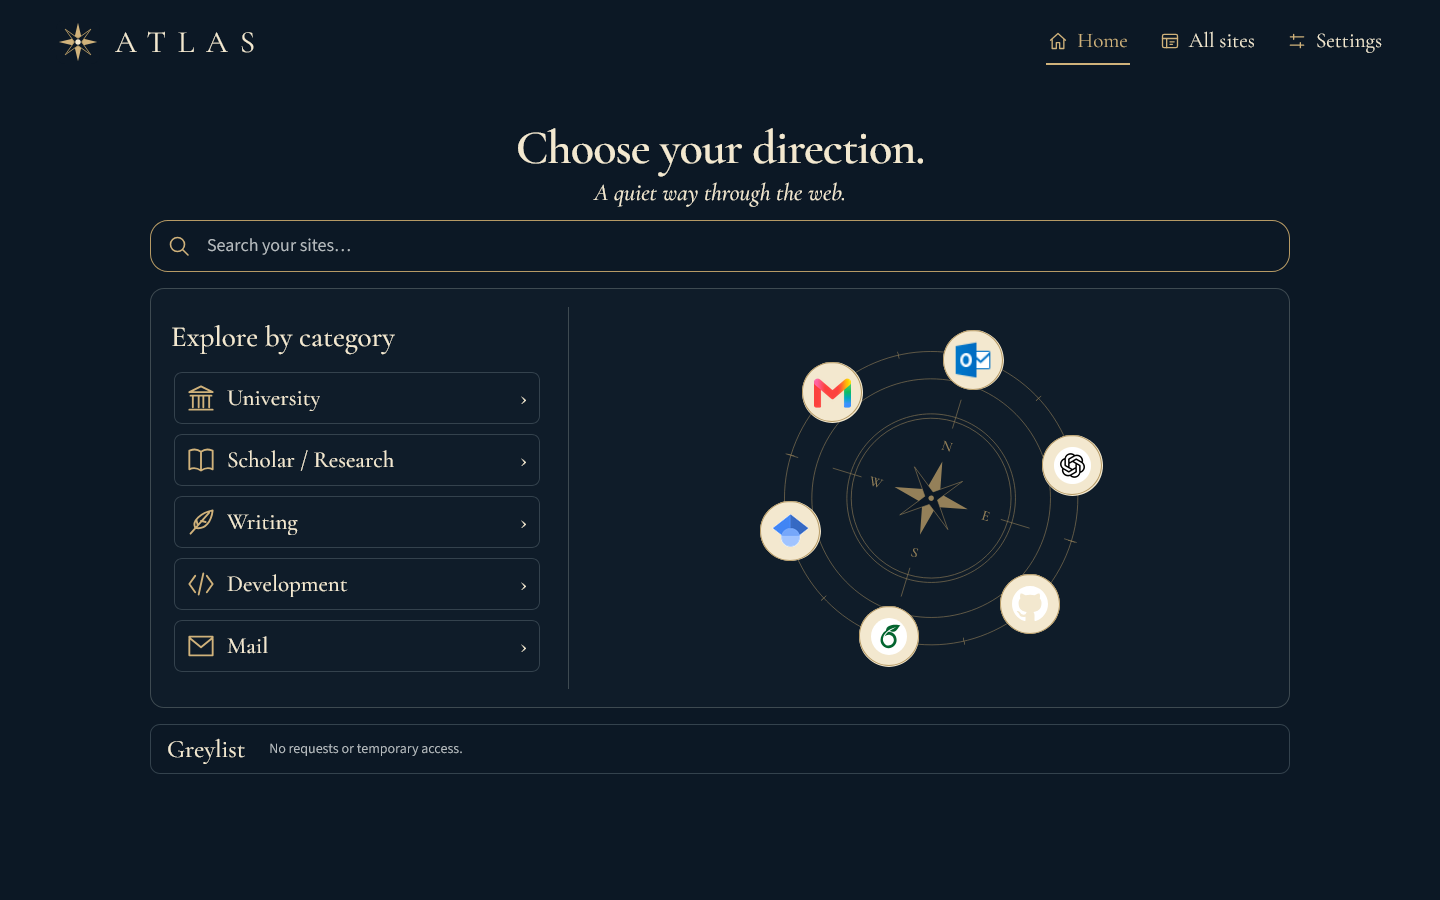 ATLAS
Home
All sites
Settings
Choose your direction.
A quiet way through the web.
Search your sites...
Explore by category
University ›
Scholar / Research ›
Writing ›
Development ›
Mail ›
N
W
E
S
Greylist
No requests or temporary access.